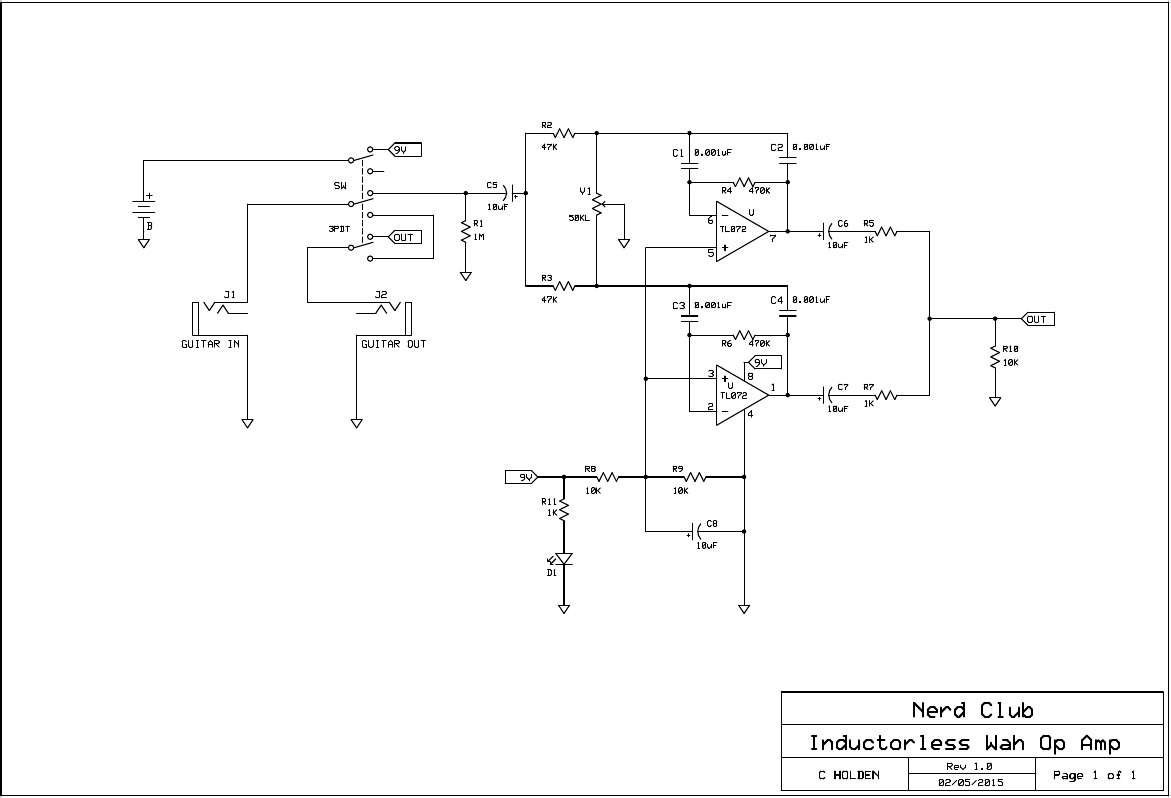 R2
47K
C1 0.001uF
C2 0.001uF
9V
SW
3PDT
OUT
B
+
C5
10uF
+
R1
1M
V1
50KL
R4 470K
U
TL072
6
5
7
-
+
C6
+
10uF
R5
1K
R3
47K
C3 0.001uF
C4 0.001uF
J1
GUITAR IN
J2
GUITAR OUT
R6 470K
9V
8
3
2
1
4
+
-
U
TL072
C7
+
10uF
R7
1K
OUT
R10
10K
9V
R8
10K
R9
10K
R11
1K
C8
+
10uF
D1
Nerd Club
Inductorless Wah Op Amp
C HOLDEN
Rev 1.0
02/05/2015
Page 1 of 1